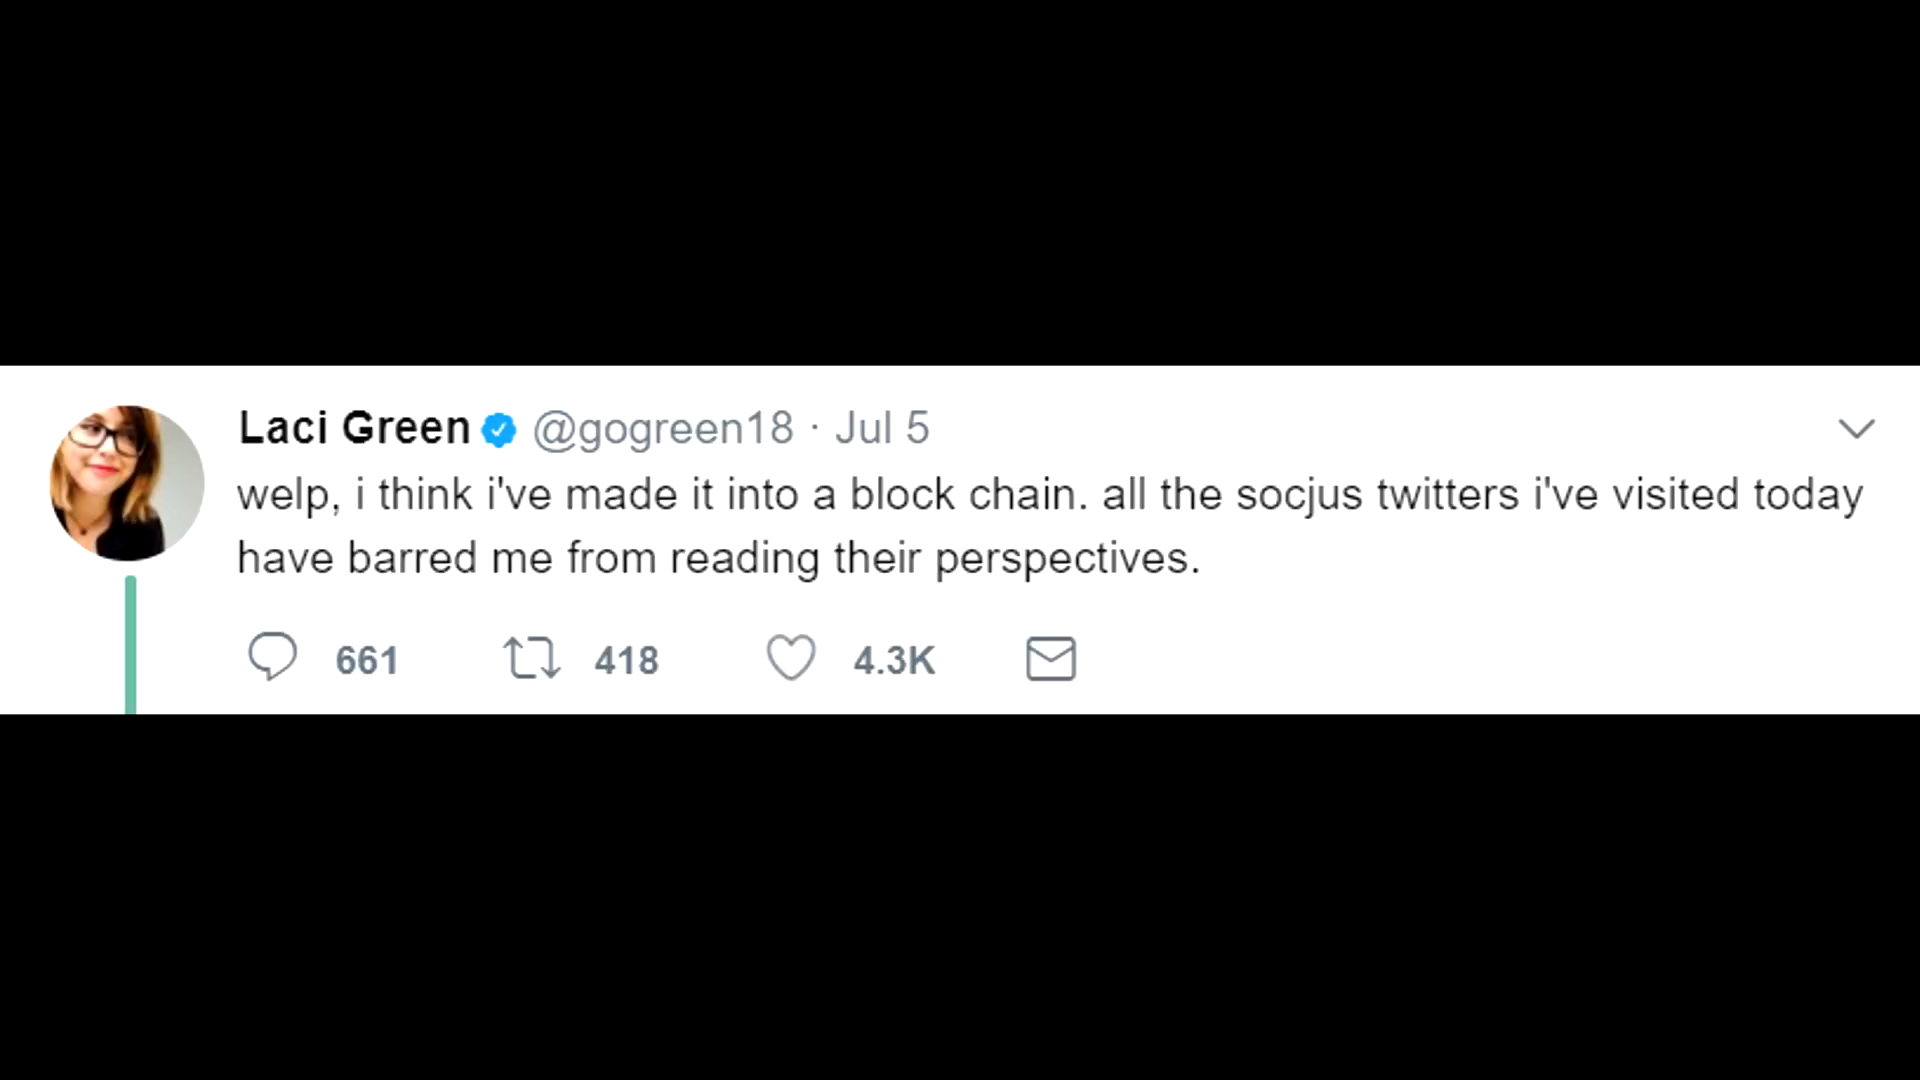 Laci Green @gogreen18 · Jul 5
welp, i think i've made it into a block chain. all the socjus twitters i've visited today
have barred me from reading their perspectives.
661 418 4.3K